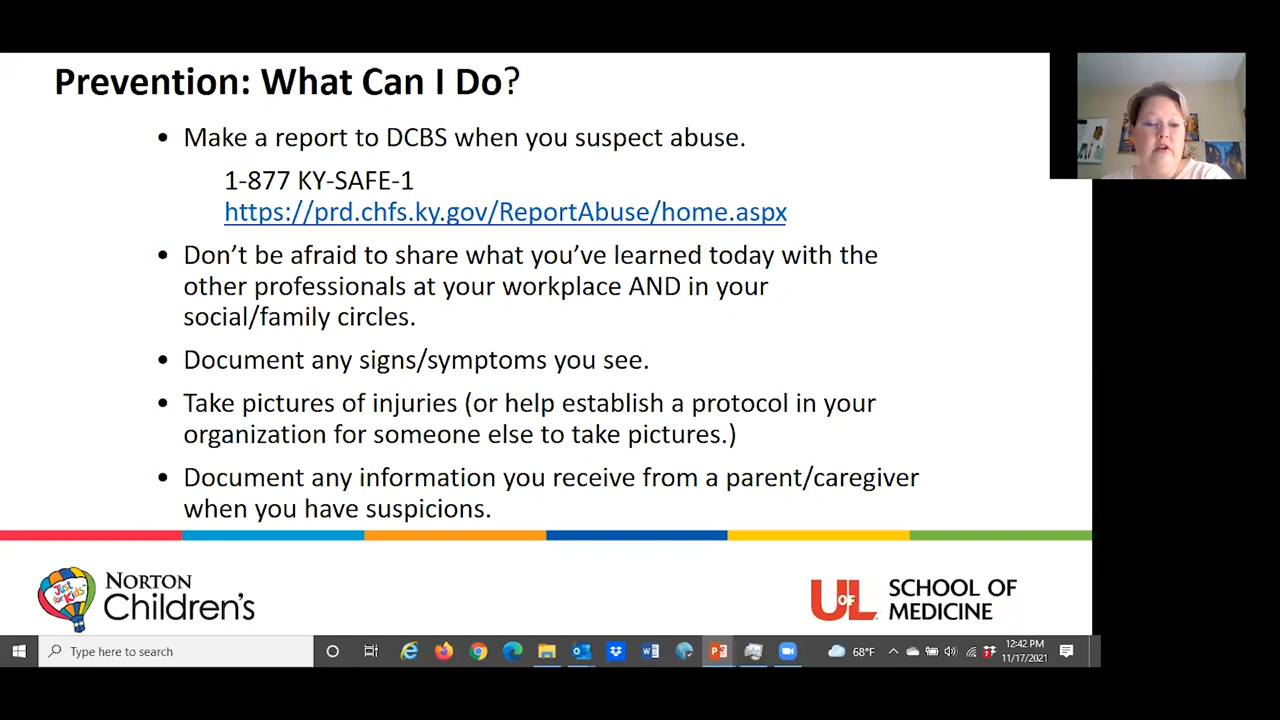 Prevention: What Can I Do?
• Make a report to DCBS when you suspect abuse.
1-877 KY-SAFE-1
https://prd.chfs.ky.gov/ReportAbuse/home.aspx
• Don’t be afraid to share what you’ve learned today with the
other professionals at your workplace AND in your
social/family circles.
• Document any signs/symptoms you see.
• Take pictures of injuries (or help establish a protocol in your
organization for someone else to take pictures.)
• Document any information you receive from a parent/caregiver
when you have suspicions.
Just for Kids
NORTON
Children's
UofL
SCHOOL OF
MEDICINE
Type here to search
68°F
12:42 PM
11/17/2021